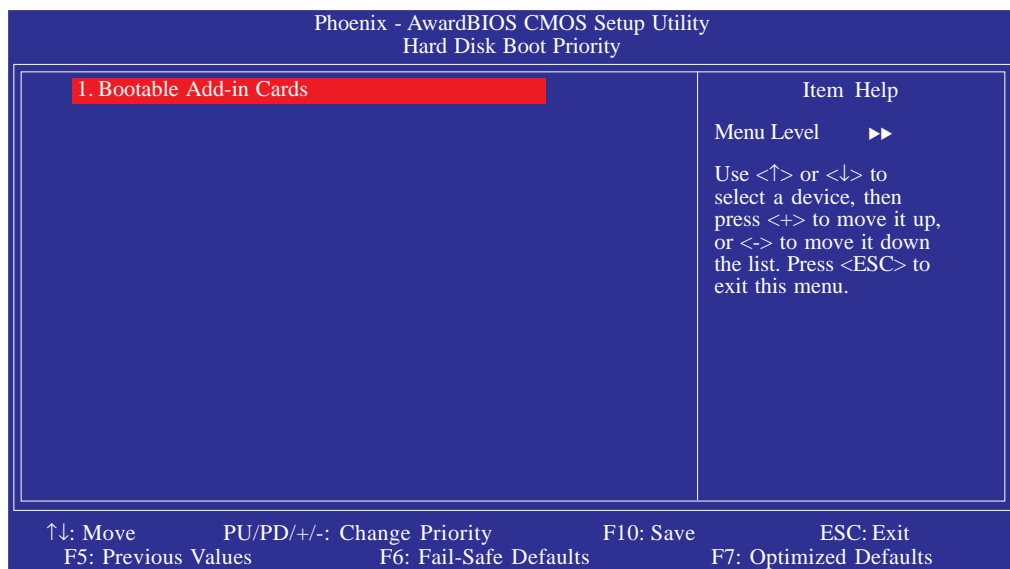 Phoenix - AwardBIOS CMOS Setup Utility
Hard Disk Boot Priority
1. Bootable Add-in Cards
Item Help
Menu Level ▶▶
Use <↑> or <↓> to
select a device, then
press <+> to move it up,
or <-> to move it down
the list. Press <ESC> to
exit this menu.
↑↓: Move PU/PD/+/-: Change Priority F10: Save ESC: Exit
F5: Previous Values F6: Fail-Safe Defaults F7: Optimized Defaults